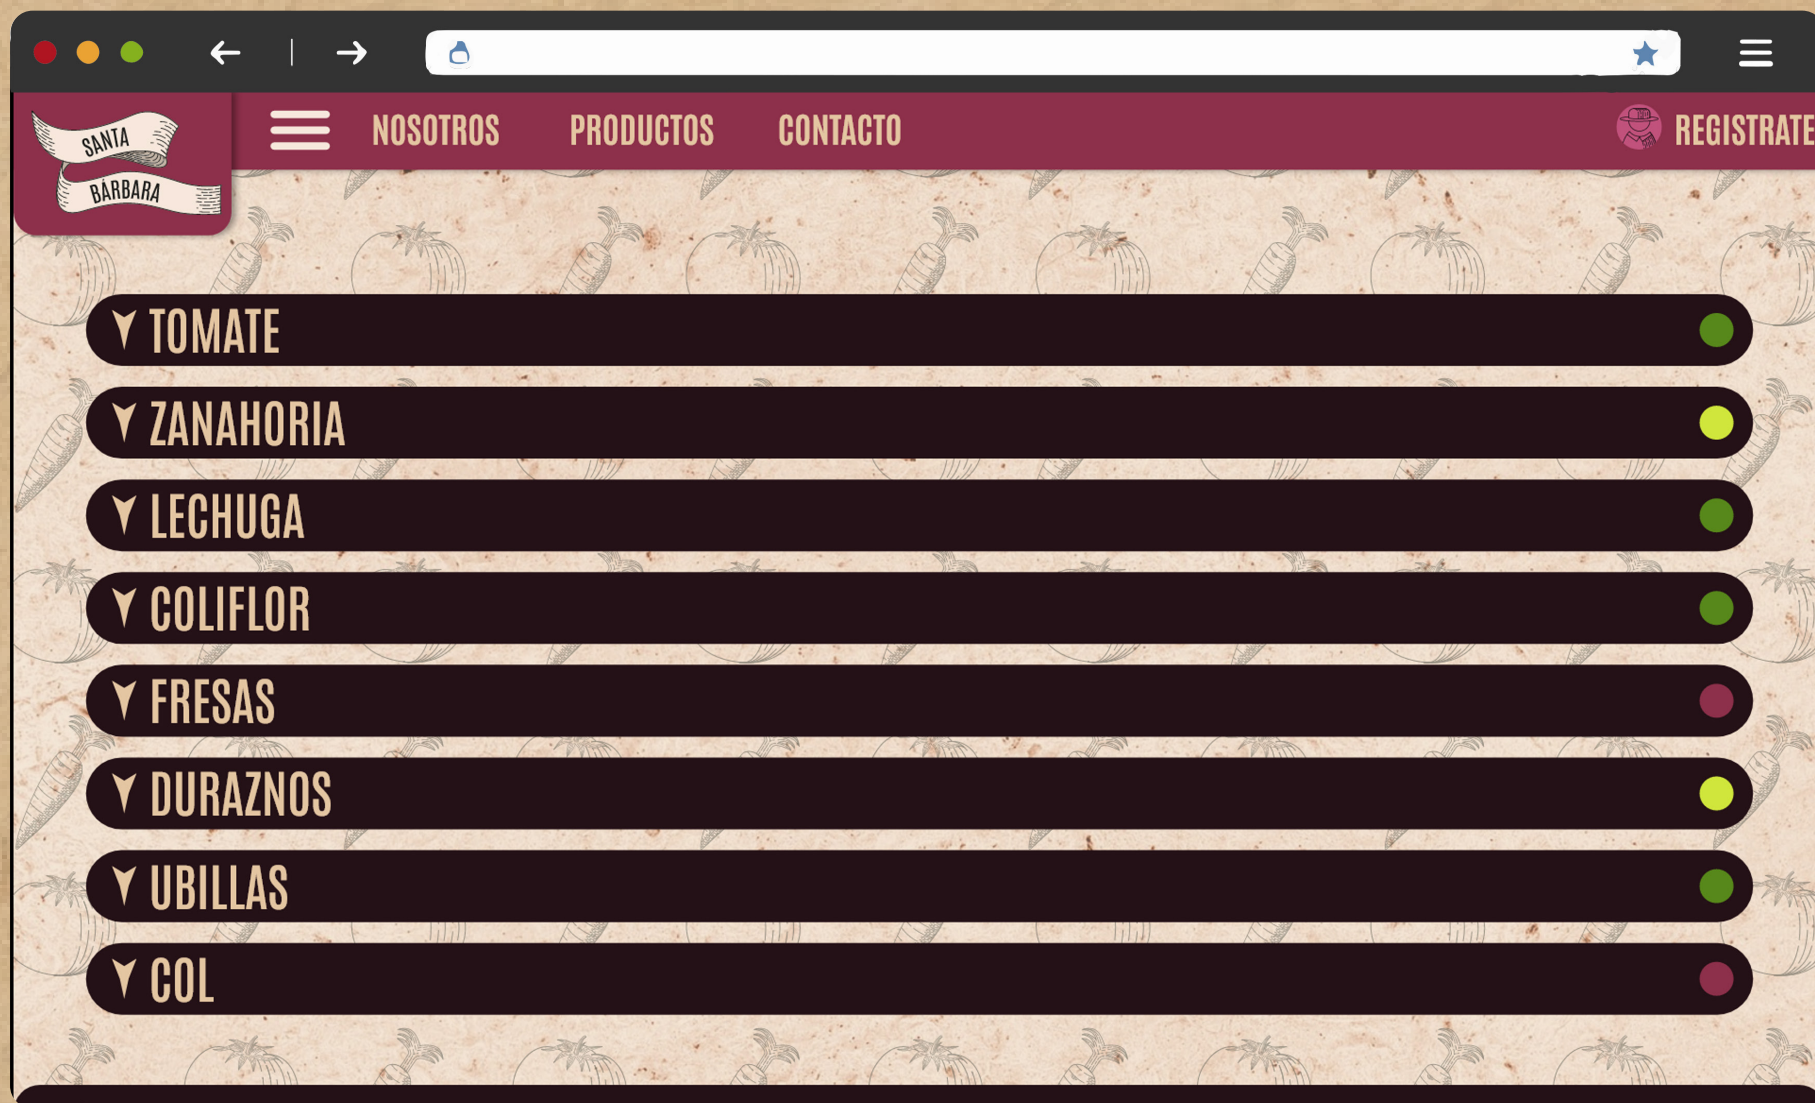 SANTA
BÁRBARA
NOSOTROS
PRODUCTOS
CONTACTO
REGISTRATE
TOMATE
ZANAHORIA
LECHUGA
COLIFLOR
FRESAS
DURAZNOS
UBILLAS
COL